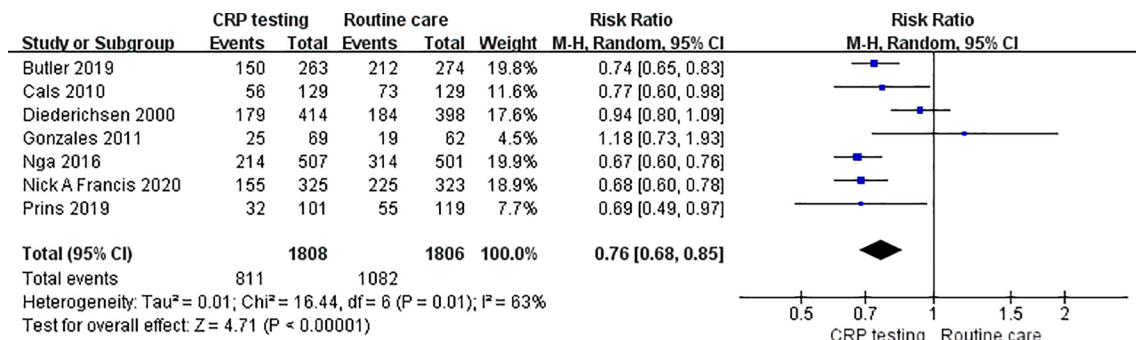 CRP testing Routine care Risk Ratio Risk Ratio
Study or Subgroup Events Total Events Total Weight M-H, Random, 95% CI M-H, Random, 95% CI
Butler 2019 150 263 212 274 19.8% 0.74 [0.65, 0.83]
Cals 2010 56 129 73 129 11.6% 0.77 [0.60, 0.98]
Diederichsen 2000 179 414 184 398 17.6% 0.94 [0.80, 1.09]
Gonzales 2011 25 69 19 62 4.5% 1.18 [0.73, 1.93]
Nga 2016 214 507 314 501 19.9% 0.67 [0.60, 0.76]
Nick A Francis 2020 155 325 225 323 18.9% 0.68 [0.60, 0.78]
Prins 2019 32 101 55 119 7.7% 0.69 [0.49, 0.97]
Total (95% CI) 1808 1806 100.0% 0.76 [0.68, 0.85]
Total events 811 1082
Heterogeneity: Tau² = 0.01; Chi² = 16.44, df = 6 (P = 0.01); I² = 63%
Test for overall effect: Z = 4.71 (P < 0.00001)
0.5 0.7 1 1.5 2
CRP testing Routine care